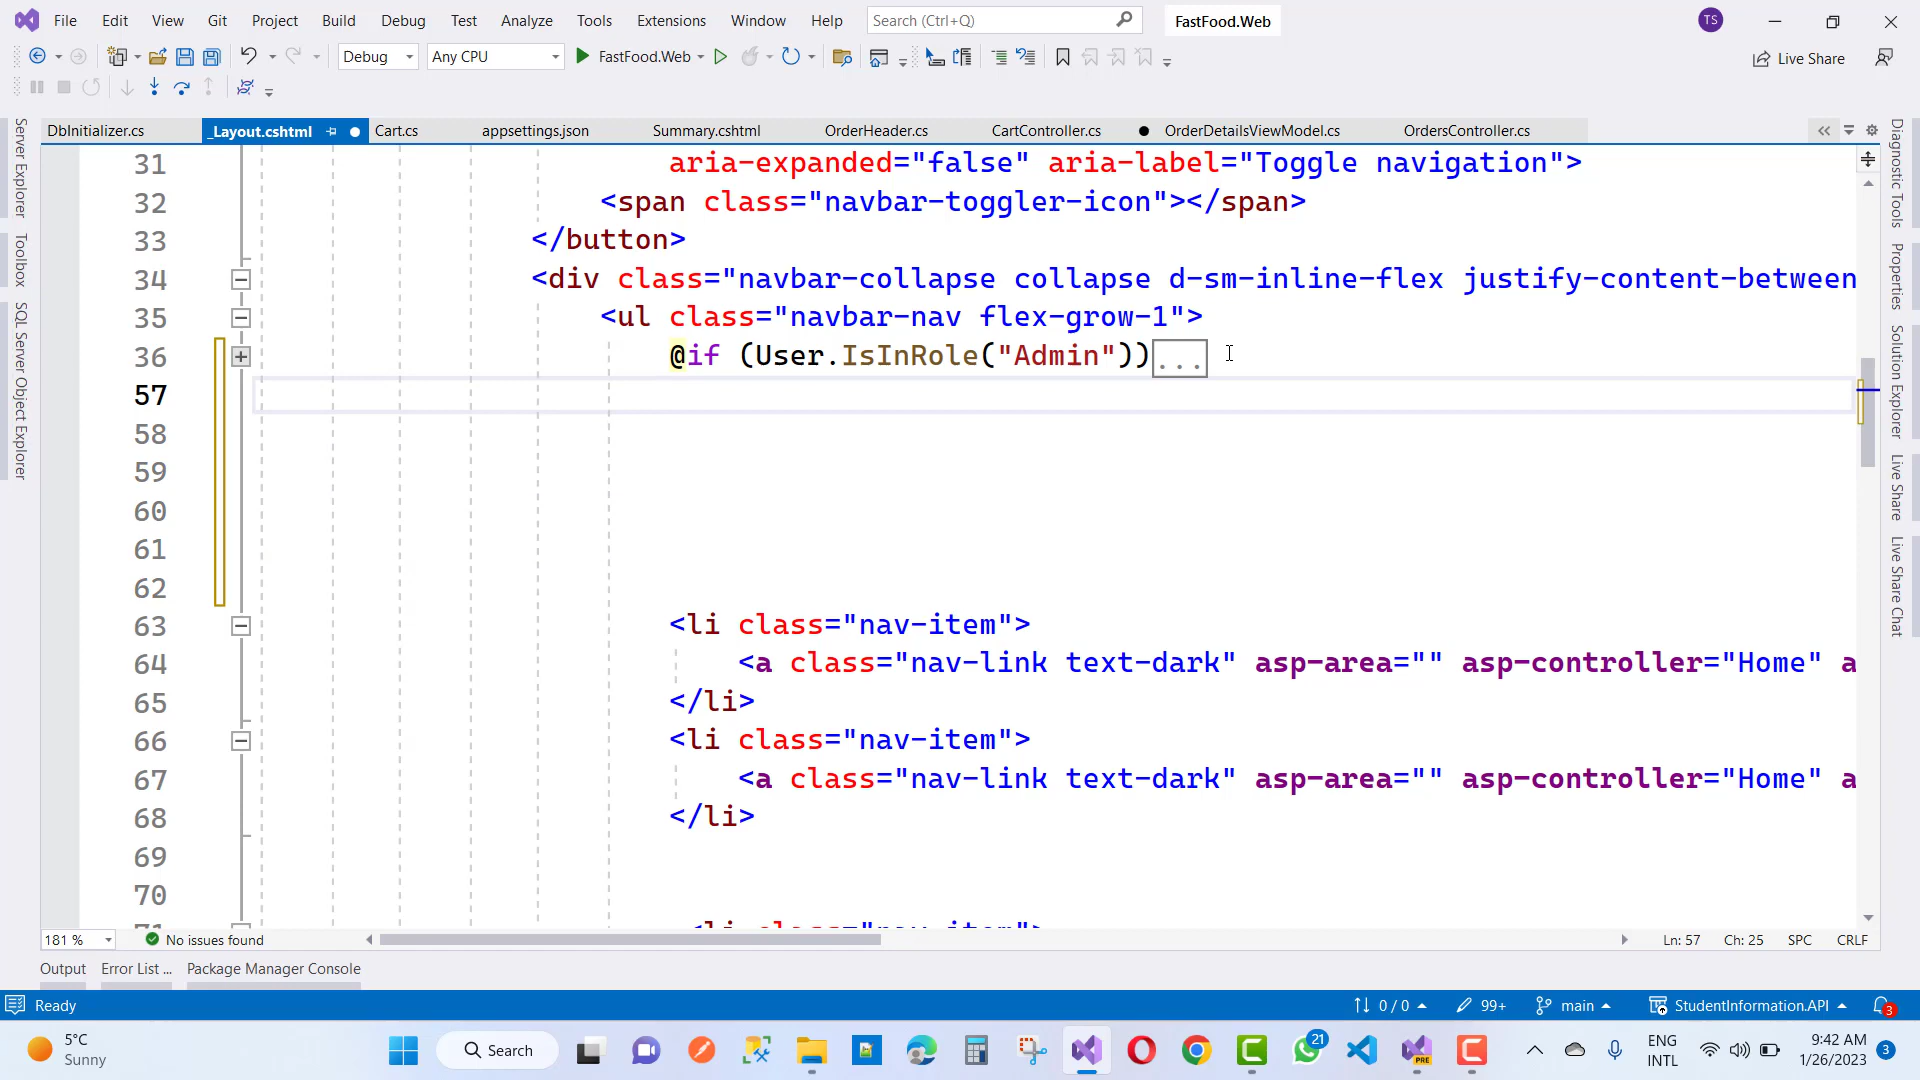 File Edit View Git Project Build Debug Test Analyze Tools Extensions Window Help Search (Ctrl+Q) FastFood.Web TS
Debug Any CPU FastFood.Web Live Share
DbInitializer.cs _Layout.cshtml Cart.cs appsettings.json Summary.cshtml OrderHeader.cs CartController.cs OrderDetailsViewModel.cs OrdersController.cs
Server Explorer
Toolbox
SQL Server Object Explorer
31 aria-expanded="false" aria-label="Toggle navigation">
32 <span class="navbar-toggler-icon"></span>
33 </button>
34 <div class="navbar-collapse collapse d-sm-inline-flex justify-content-between
35 <ul class="navbar-nav flex-grow-1">
36 @if (User.IsInRole("Admin"))...
57
58
59
60
61
62
63 <li class="nav-item">
64 <a class="nav-link text-dark" asp-area="" asp-controller="Home" a
65 </li>
66 <li class="nav-item">
67 <a class="nav-link text-dark" asp-area="" asp-controller="Home" a
68 </li>
69
70
71 <li class="nav-item">
Diagnostic Tools
Properties
Solution Explorer
Live Share
Live Share Chat
181 % No issues found Ln: 57 Ch: 25 SPC CRLF
Output Error List ... Package Manager Console
Ready 0 / 0 99+ main StudentInformation.API 3
5°C
Sunny
Search
21
PRE
ENG
INTL
9:42 AM
1/26/2023
3